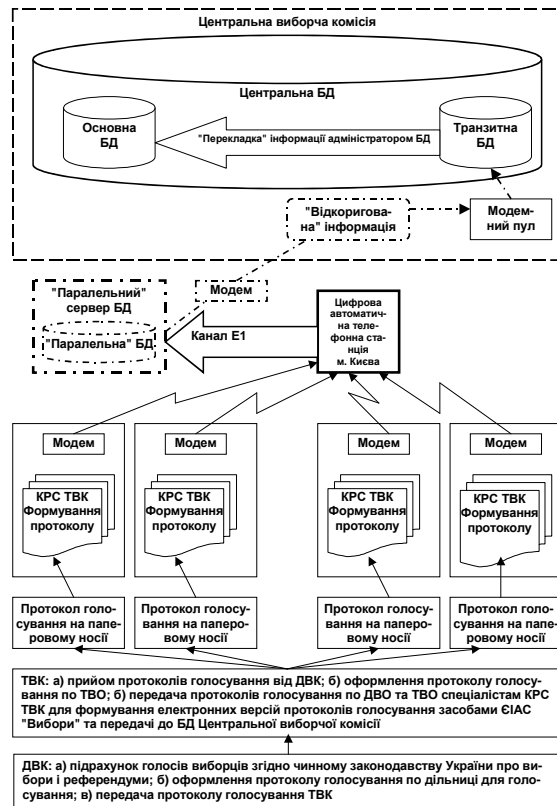 Центральна виборча комісія
Центральна БД
Основна
БД
"Перекладка" інформації адміністратором БД
Транзитна
БД
"Відкоригова-
на" інформація
Модем-
ний пул
"Паралельний"
сервер БД
"Паралельна" БД
Модем
Канал Е1
Цифрова
автоматич-
на теле-
фонна ста-
нція
м. Києва
Модем
КРС ТВК
Формування
протоколу
Модем
КРС ТВК
Формування
протоколу
Модем
КРС ТВК
Формування
протоколу
Модем
КРС ТВК
Формування
протоколу
Протокол голо-
сування на папе-
ровому носії
Протокол голо-
сування на папе-
ровому носії
Протокол голо-
сування на папе-
ровому носії
Протокол голо-
сування на папе-
ровому носії
ТВК: а) прийом протоколів голосування від ДВК; б) оформлення протоколу голосу-
вання по ТВО; б) передача протоколів голосування по ДВО та ТВО спеціалістам КРС
ТВК для формування електронних версій протоколів голосування засобами ЄІАС
"Вибори" та передачі до БД Центральної виборчої комісії
ДВК: а) підрахунок голосів виборців згідно чинному законодавству України про ви-
бори і референдуми; б) оформлення протоколу голосування по дільниці для голо-
сування; в) передача протоколу голосування ТВК